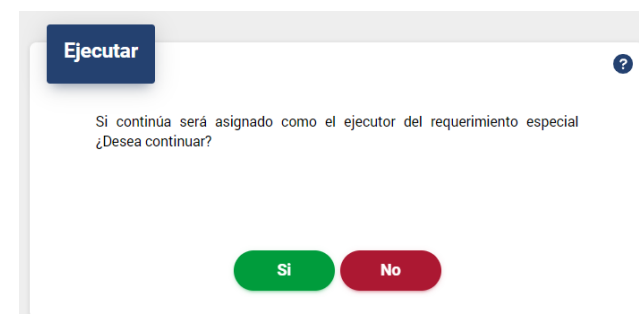 Ejecutar
?
Si continúa será asignado como el ejecutor del requerimiento especial
¿Desea continuar?
Si
No